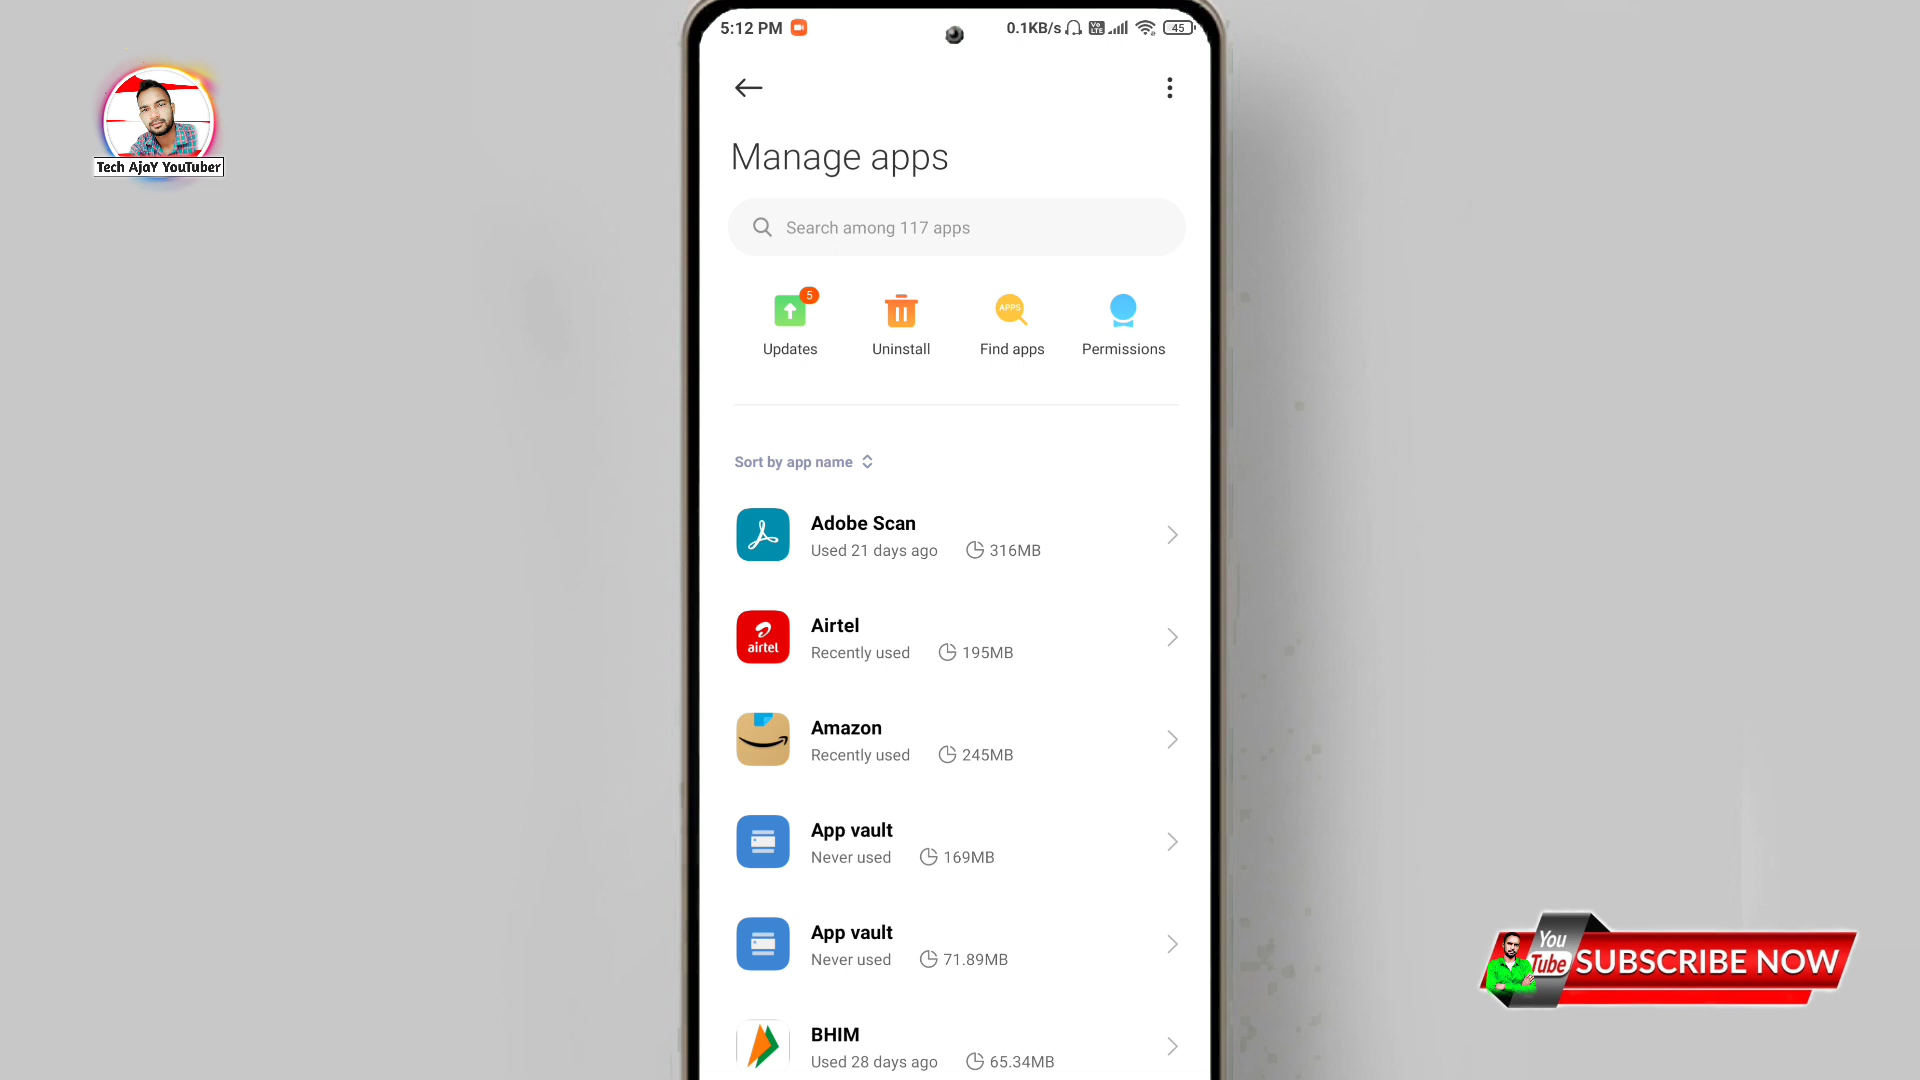 5:12 PM
0.1KB/s
Vo
LTE
45
Tech AjaY YouTuber
Manage apps
Search among 117 apps
5
APPS
Updates
Uninstall
Find apps
Permissions
Sort by app name
Adobe Scan
Used 21 days ago
316MB
airtel
Airtel
Recently used
195MB
Amazon
Recently used
245MB
App vault
Never used
169MB
App vault
Never used
71.89MB
You
Tube
SUBSCRIBE NOW
BHIM
Used 28 days ago
65.34MB